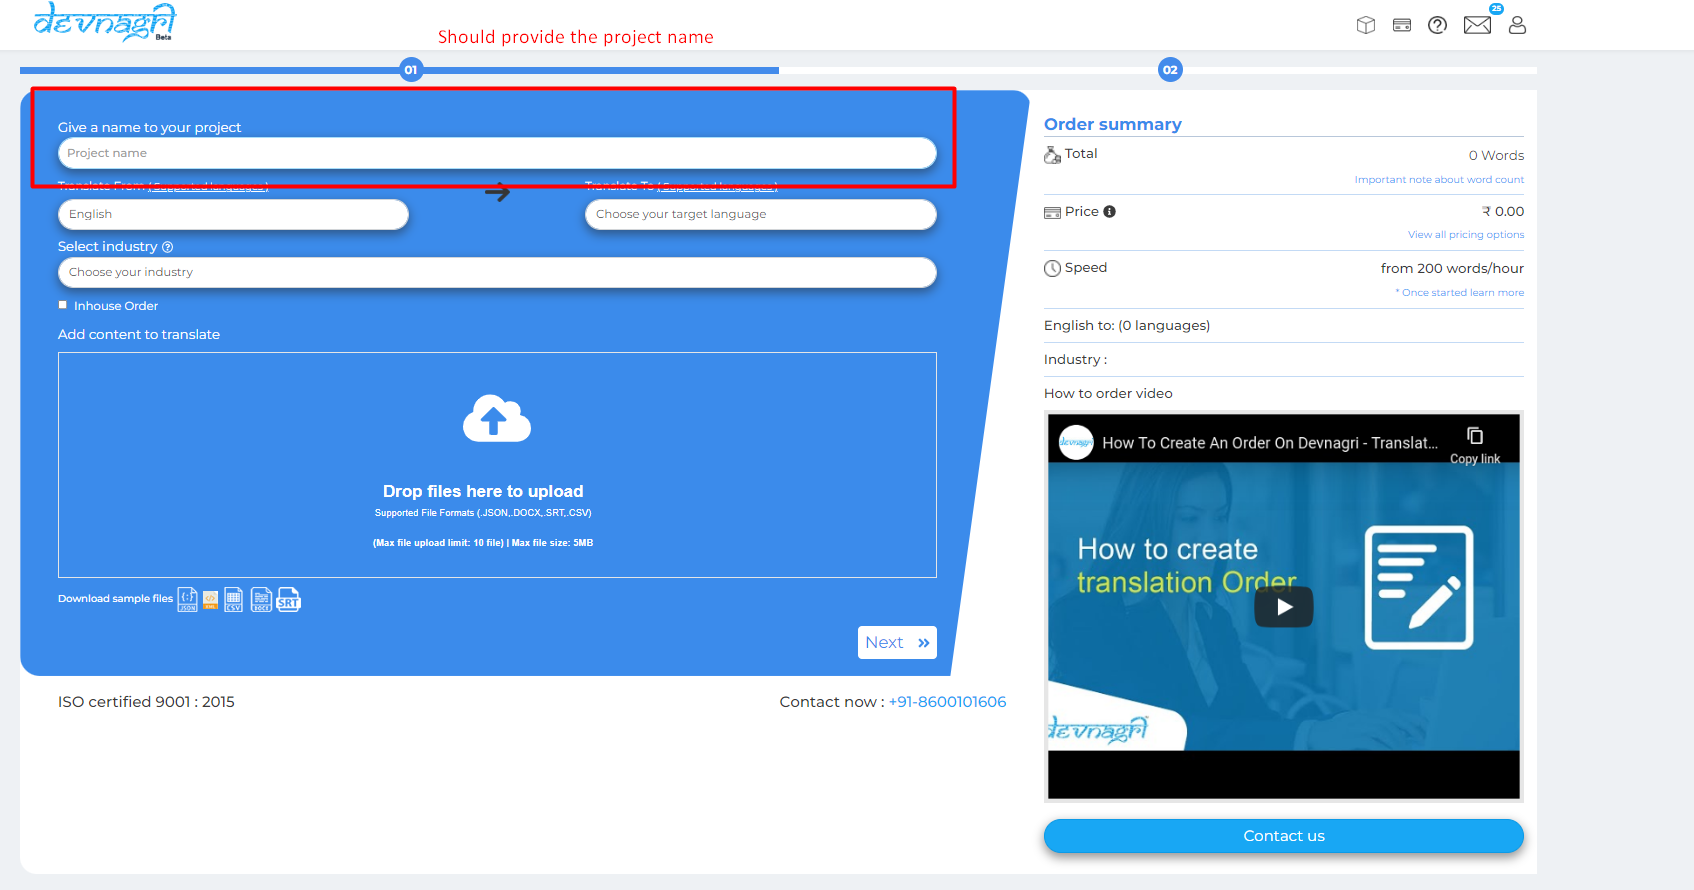 devnagri
Beta
Should provide the project name
25
01
02
Give a name to your project
Project name
Translate From ( Supported languages )
Translate To ( Supported languages )
English
Choose your target language
Select industry
Choose your industry
Inhouse Order
Add content to translate
Drop files here to upload
Supported File Formats (.JSON,.DOCX,.SRT,.CSV)
(Max file upload limit: 10 file) | Max file size: 5MB
Download sample files
JSON
CSV
DOCX
SRT
Next »
ISO certified 9001 : 2015
Contact now : +91-8600101606
Order summary
Total
0 Words
Important note about word count
Price
₹ 0.00
View all pricing options
Speed
from 200 words/hour
* Once started learn more
English to: (0 languages)
Industry :
How to order video
devnagri
How To Create An Order On Devnagri - Translat...
Copy link
How to create
translation Order
devnagri
Contact us